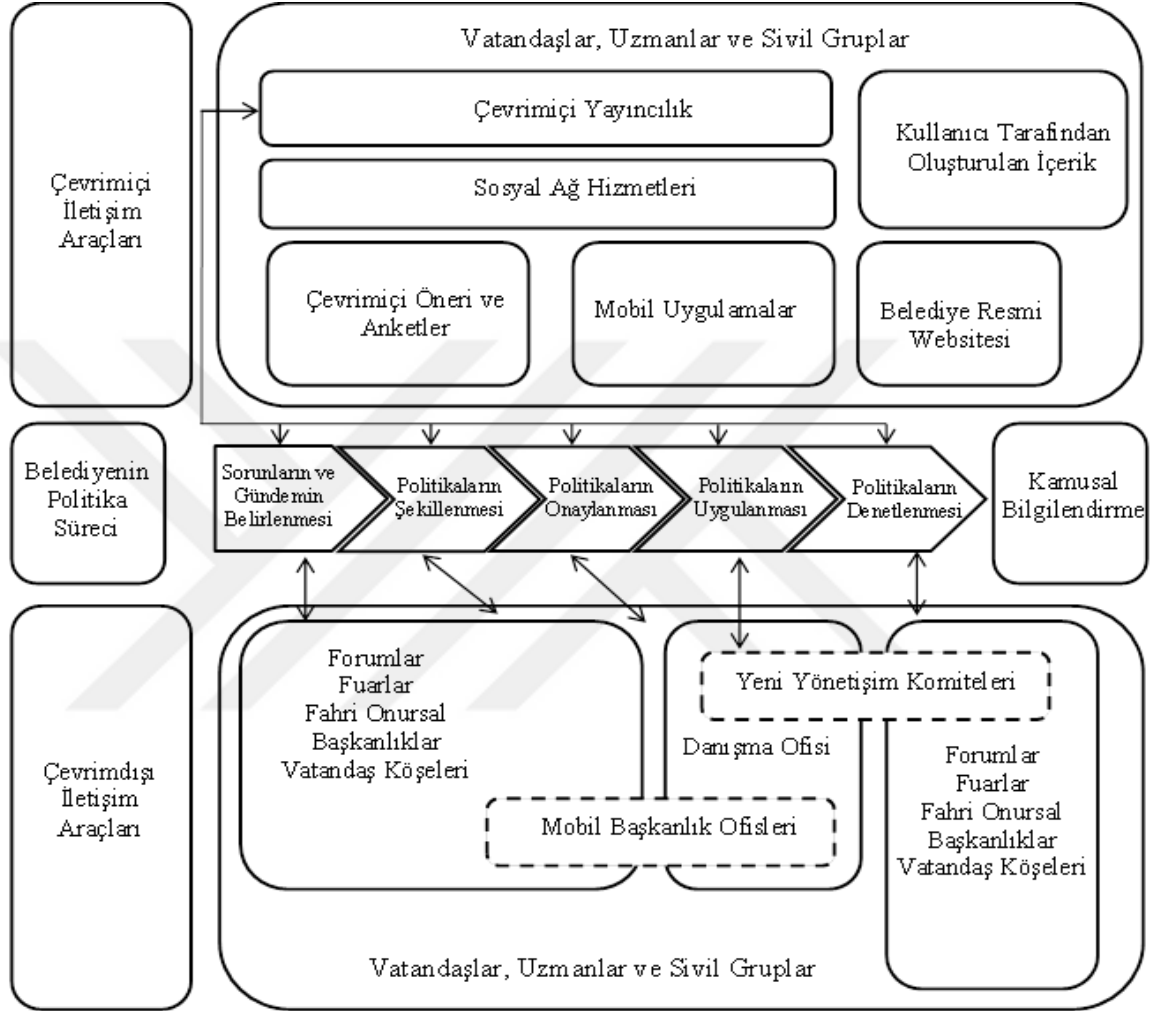 Vatandaşlar, Uzmanlar ve Sivil Gruplar
Çevrimiçi
İletişim
Araçları
Çevrimiçi Yayıncılık
Kullanıcı Tarafından
Oluşturulan İçerik
Sosyal Ağ Hizmetleri
Çevrimiçi Öneri ve
Anketler
Mobil Uygulamalar
Belediye Resmi
Websitesi
Belediyenin
Politika
Süreci
Sorunların ve
Gündemin
Belirlenmesi
Politikaların
Şekillenmesi
Politikaların
Onaylanması
Politikaların
Uygulanması
Politikaların
Denetlenmesi
Kamusal
Bilgilendirme
Çevrimdışı
İletişim
Araçları
Forumlar
Fuarlar
Fahri Onursal
Başkanlıklar
Vatandaş Köşeleri
Mobil Başkanlık Ofisleri
Danışma Ofisi
Yeni Yönetişim Komiteleri
Forumlar
Fuarlar
Fahri Onursal
Başkanlıklar
Vatandaş Köşeleri
Vatandaşlar, Uzmanlar ve Sivil Gruplar